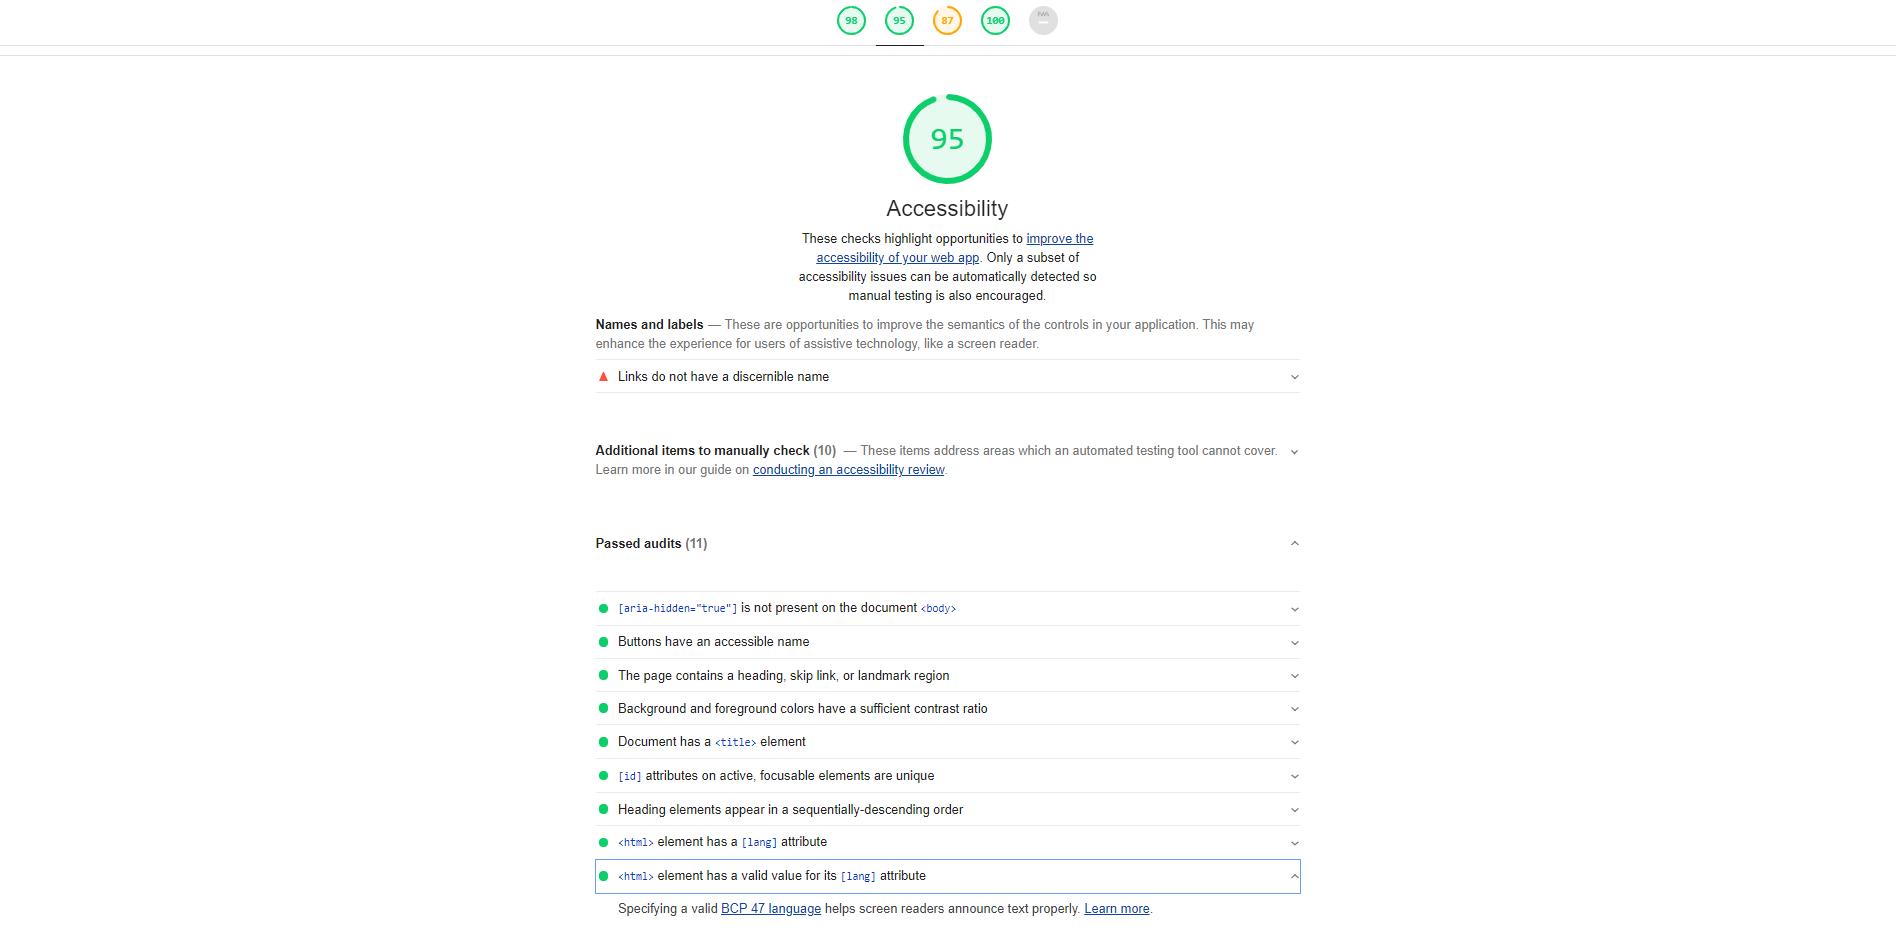 98 95 87 100 PWA
95
Accessibility
These checks highlight opportunities to improve the
accessibility of your web app. Only a subset of
accessibility issues can be automatically detected so
manual testing is also encouraged.
Names and labels — These are opportunities to improve the semantics of the controls in your application. This may
enhance the experience for users of assistive technology, like a screen reader.
Links do not have a discernible name
Additional items to manually check (10) — These items address areas which an automated testing tool cannot cover.
Learn more in our guide on conducting an accessibility review.
Passed audits (11)
[aria-hidden="true"] is not present on the document <body>
Buttons have an accessible name
The page contains a heading, skip link, or landmark region
Background and foreground colors have a sufficient contrast ratio
Document has a <title> element
[id] attributes on active, focusable elements are unique
Heading elements appear in a sequentially-descending order
<html> element has a [lang] attribute
<html> element has a valid value for its [lang] attribute
Specifying a valid BCP 47 language helps screen readers announce text properly. Learn more.